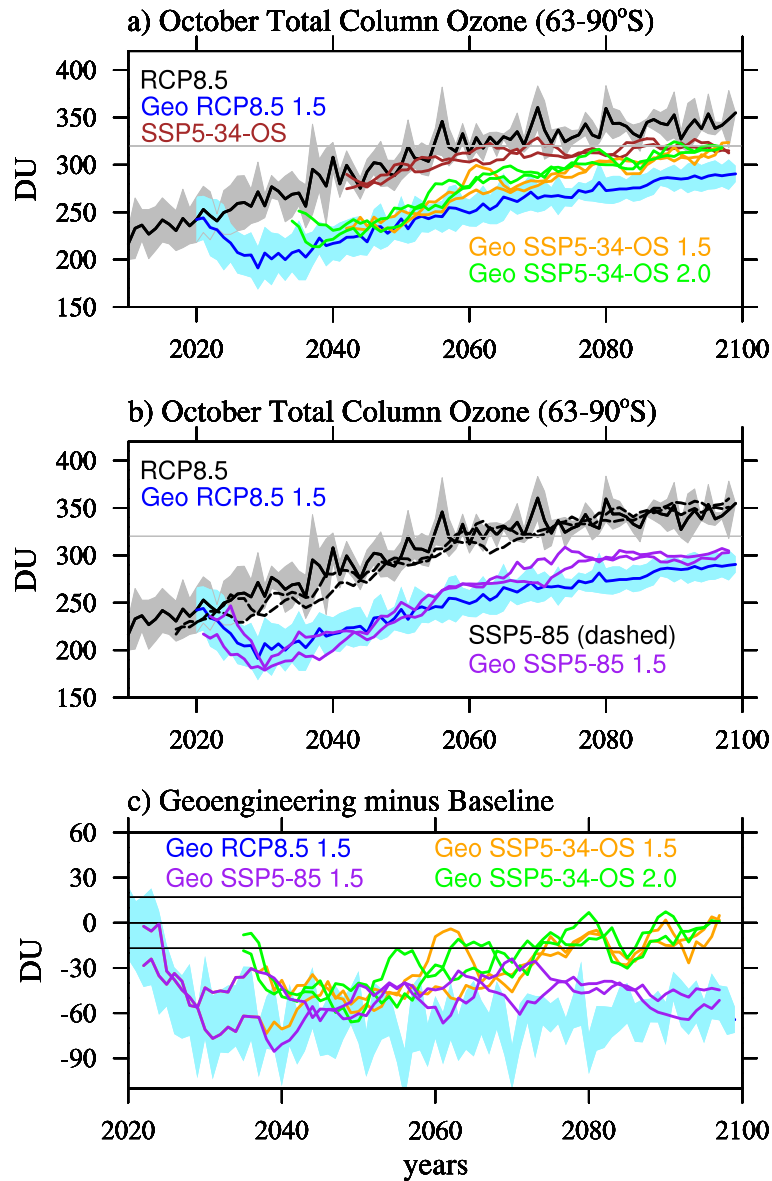 a) October Total Column Ozone (63-90°S)
400
RCP8.5
Geo RCP8.5 1.5
350
SSP5-34-OS
300
DU
250
Geo SSP5-34-OS 1.5
200
Geo SSP5-34-OS 2.0
150
2020 2040 2060 2080 2100
b) October Total Column Ozone (63-90°S)
400
RCP8.5
Geo RCP8.5 1.5
350
300
DU
250
SSP5-85 (dashed)
200
Geo SSP5-85 1.5
150
2020 2040 2060 2080 2100
c) Geoengineering minus Baseline
60
Geo RCP8.5 1.5 Geo SSP5-34-OS 1.5
30
Geo SSP5-85 1.5 Geo SSP5-34-OS 2.0
0
DU
-30
-60
-90
2020 2040 2060 2080 2100
years